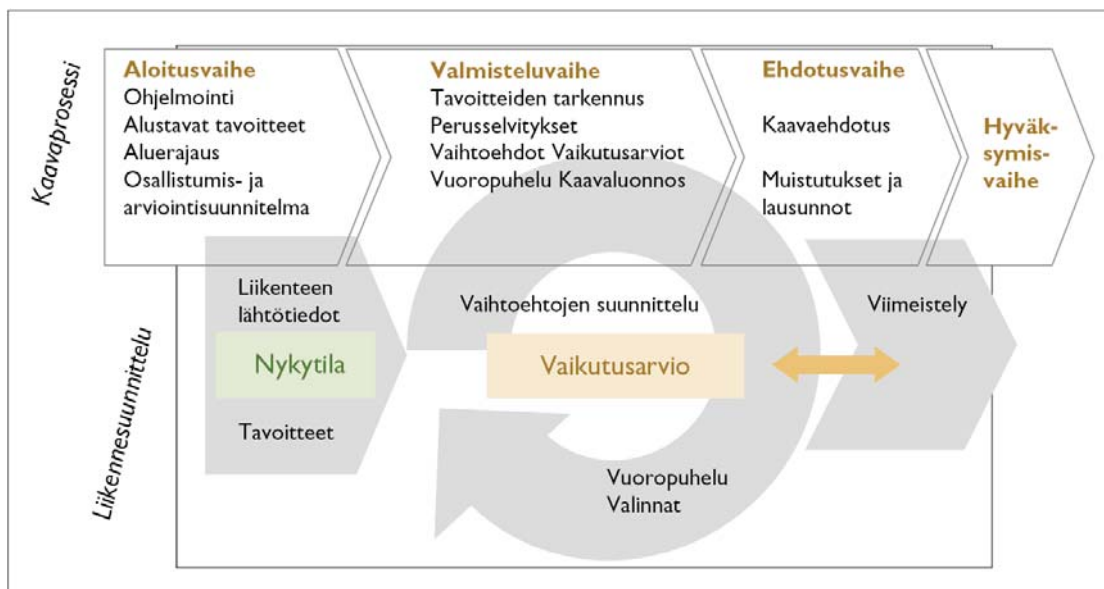 Kaavaprosessi
Aloitusvaihe
Ohjelmointi
Alustavat tavoitteet
Aluerajaus
Osallistumis- ja
arviointisuunnitelma
Valmisteluvaihe
Tavoitteiden tarkennus
Perusselvitykset
Vaihtoehdot Vaikutusarviot
Vuoropuhelu Kaavaluonnos
Ehdotusvaihe
Kaavaehdotus
Muistutukset ja
lausunnot
Hyväk-
symis-
vaihe
Liikennesuunnittelu
Liikenteen
lähtötiedot
Nykytila
Tavoitteet
Vaihtoehtojen suunnittelu
Vaikutusarvio
Vuoropuhelu
Valinnat
Viimeistely